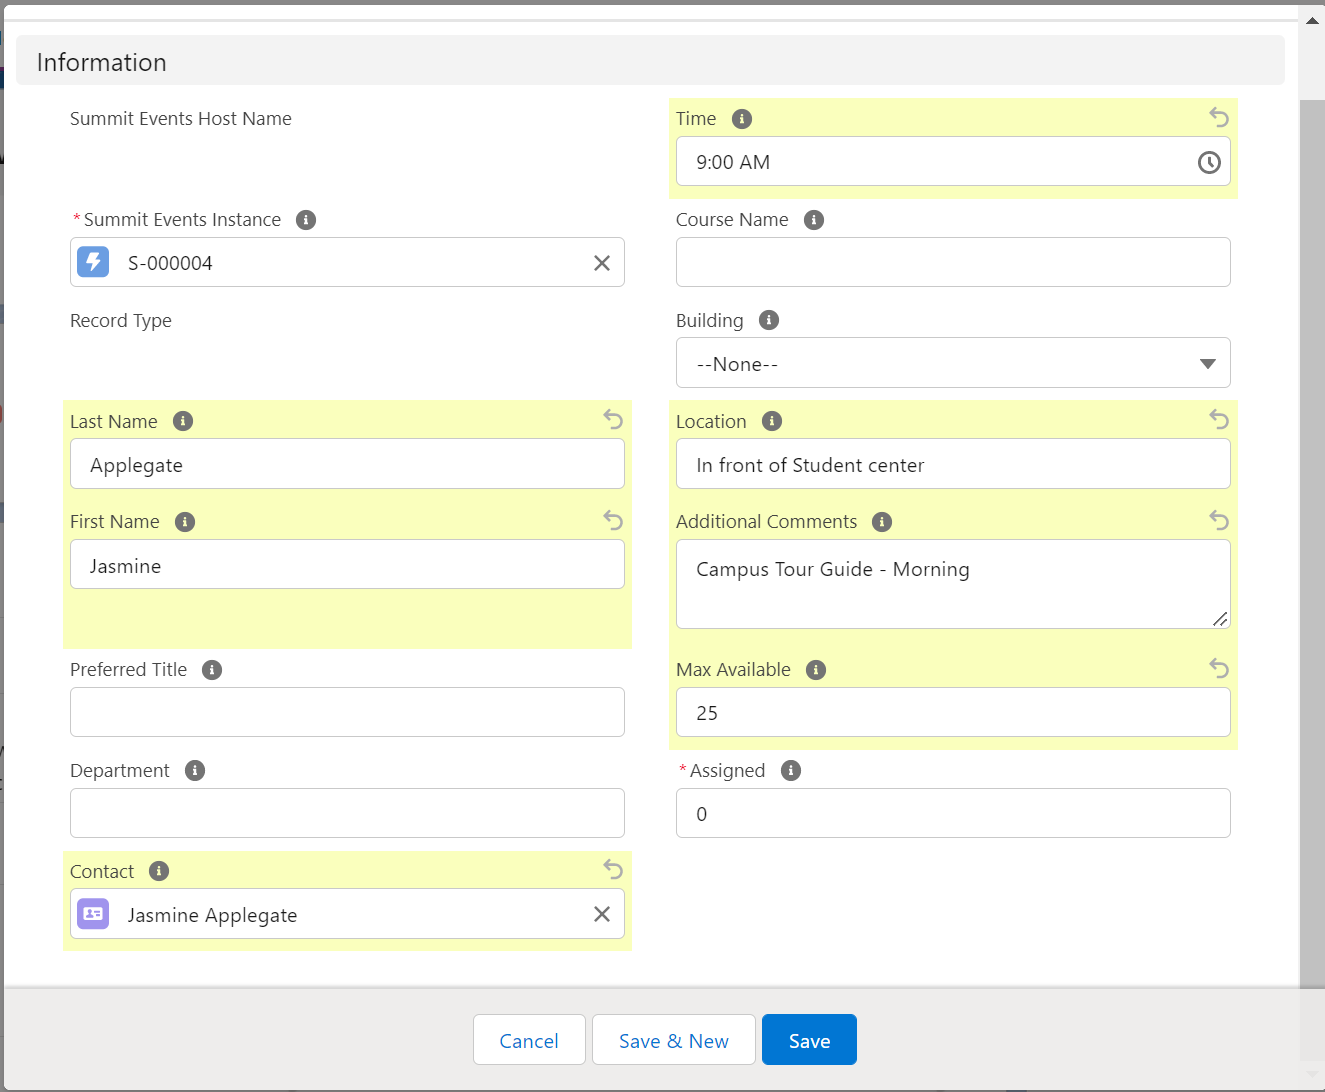 Information
Summit Events Host Name
Time
9:00 AM
*Summit Events Instance
S-000004
Course Name
Record Type
Building
--None--
Last Name
Applegate
Location
In front of Student center
First Name
Jasmine
Additional Comments
Campus Tour Guide - Morning
Preferred Title
Max Available
25
Department
*Assigned
0
Contact
Jasmine Applegate
Cancel
Save & New
Save